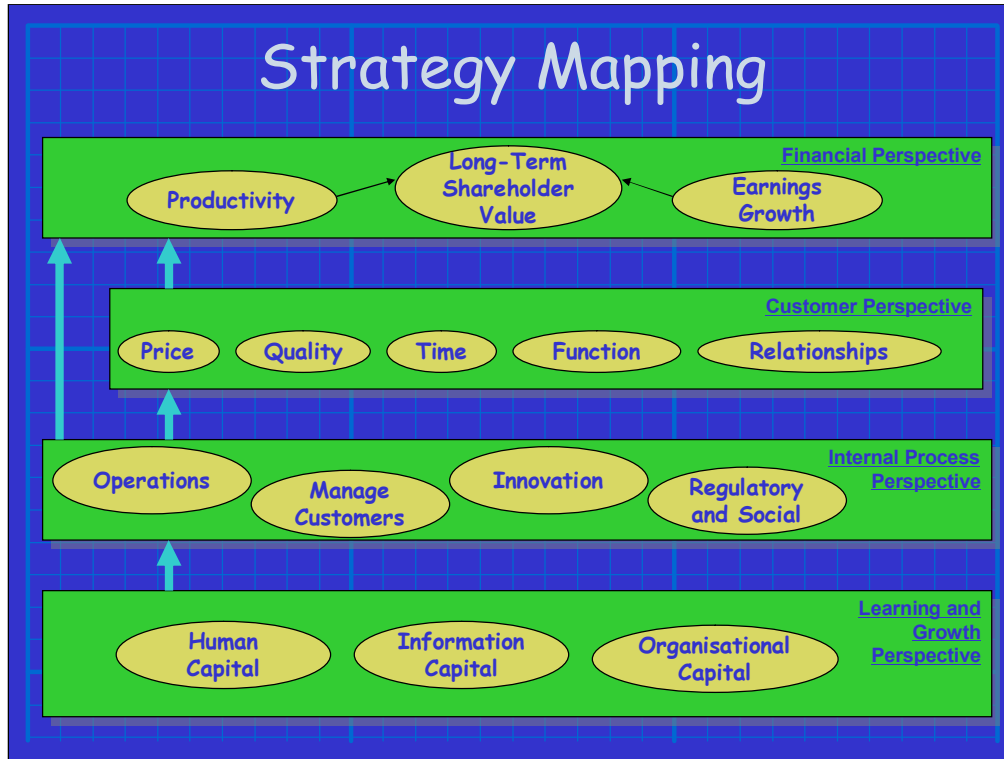 Strategy Mapping
Financial Perspective
Productivity
Long-Term
Shareholder
Value
Earnings
Growth
Customer Perspective
Price
Quality
Time
Function
Relationships
Internal Process
Perspective
Operations
Manage
Customers
Innovation
Regulatory
and Social
Learning and
Growth
Perspective
Human
Capital
Information
Capital
Organisational
Capital